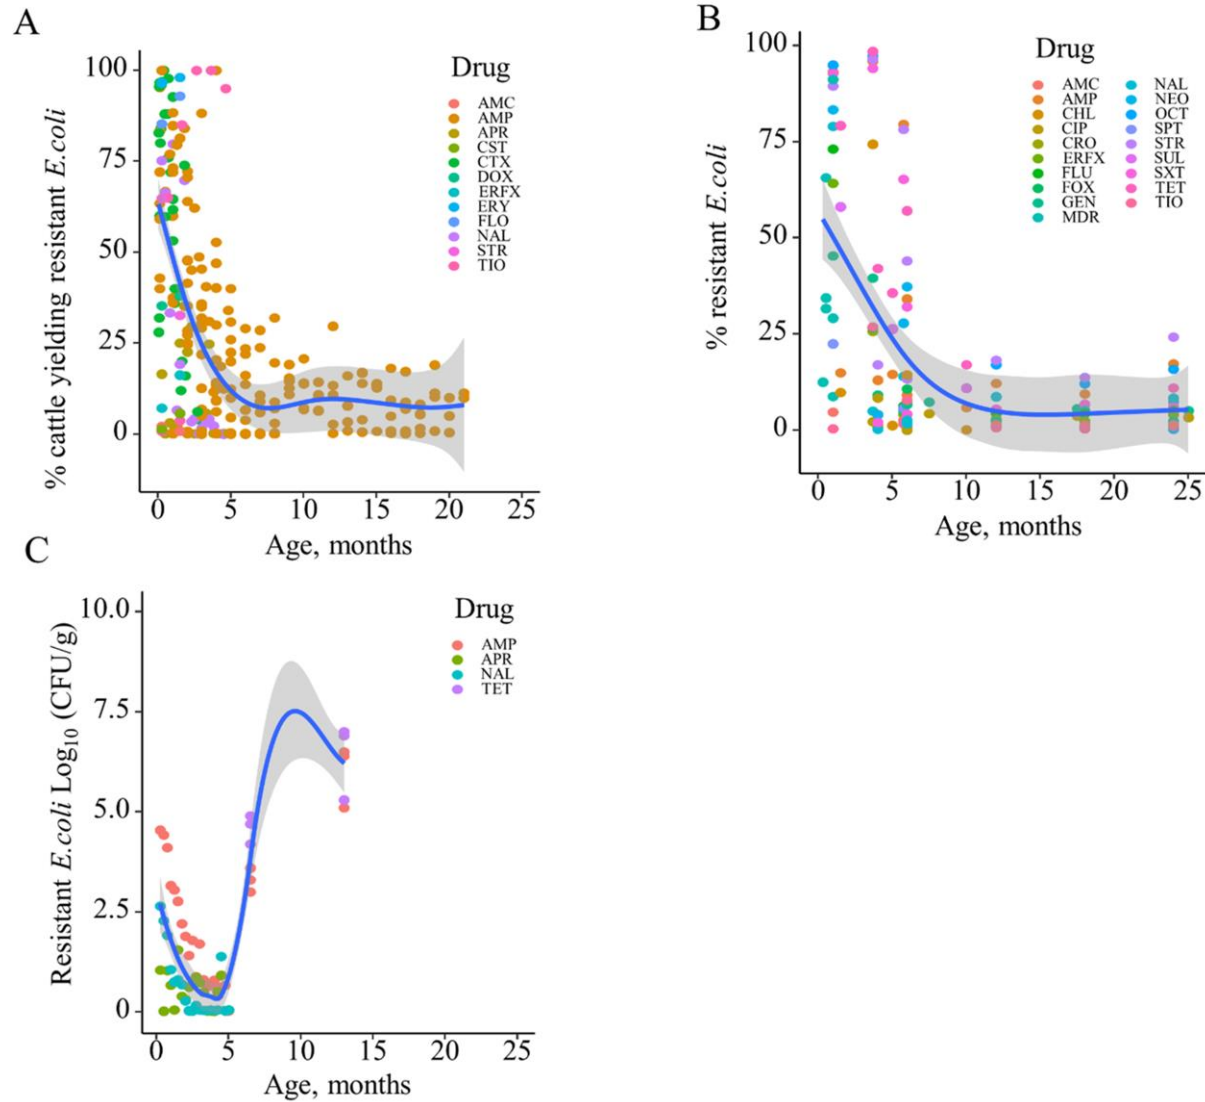 A
% cattle yielding resistant E.coli
100
75
50
25
0
0 5 10 15 20 25
Age, months
Drug
AMC
AMP
APR
CST
CTX
DOX
ERFX
ERY
FLO
NAL
STR
TIO
B
% resistant E.coli
100
75
50
25
0
0 5 10 15 20 25
Age, months
Drug
AMC
AMP
CHL
CIP
CRO
ERFX
FLU
FOX
GEN
MDR
NAL
NEO
OCT
SPT
STR
SUL
SXT
TET
TIO
C
Resistant E.coli Log10 (CFU/g)
10.0
7.5
5.0
2.5
0
0 5 10 15 20 25
Age, months
Drug
AMP
APR
NAL
TET